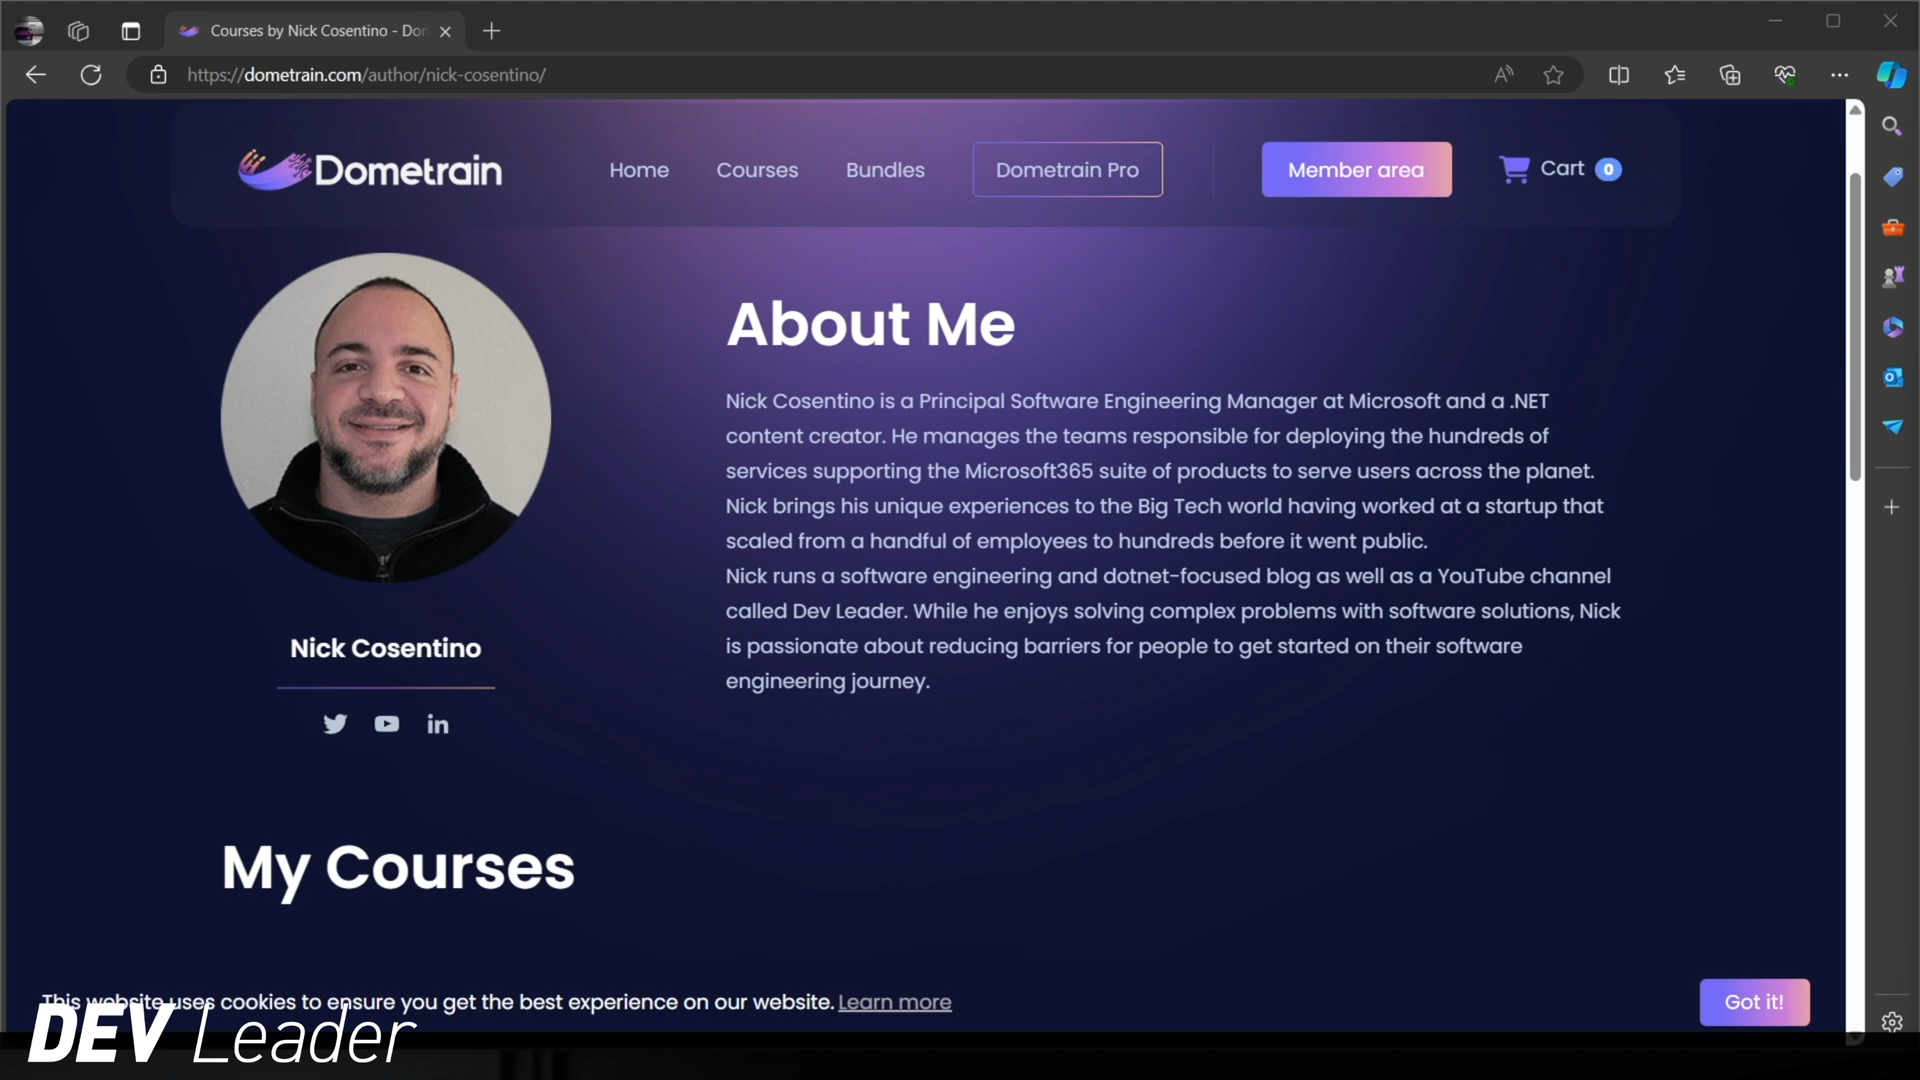 Courses by Nick Cosentino - Don
https://dometrain.com/author/nick-cosentino/
Dometrain
Home
Courses
Bundles
Dometrain Pro
Member area
Cart
0
About Me
Nick Cosentino is a Principal Software Engineering Manager at Microsoft and a .NET
content creator. He manages the teams responsible for deploying the hundreds of
services supporting the Microsoft365 suite of products to serve users across the planet.
Nick brings his unique experiences to the Big Tech world having worked at a startup that
scaled from a handful of employees to hundreds before it went public.
Nick runs a software engineering and dotnet-focused blog as well as a YouTube channel
called Dev Leader. While he enjoys solving complex problems with software solutions, Nick
is passionate about reducing barriers for people to get started on their software
engineering journey.
Nick Cosentino
My Courses
This website uses cookies to ensure you get the best experience on our website. Learn more
Got it!
DEV Leader